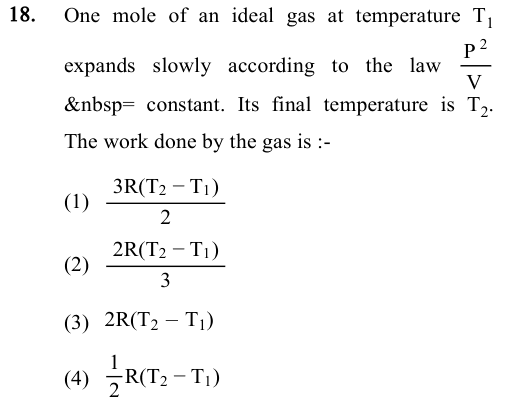 18. One mole of an ideal gas at temperature T₁
expands slowly according to the law P²/V
&nbsp= constant. Its final temperature is T₂.
The work done by the gas is :-
(1) 3R(T₂ − T₁)/2
(2) 2R(T₂ − T₁)/3
(3) 2R(T₂ − T₁)
(4) 1/2 R(T₂ − T₁)